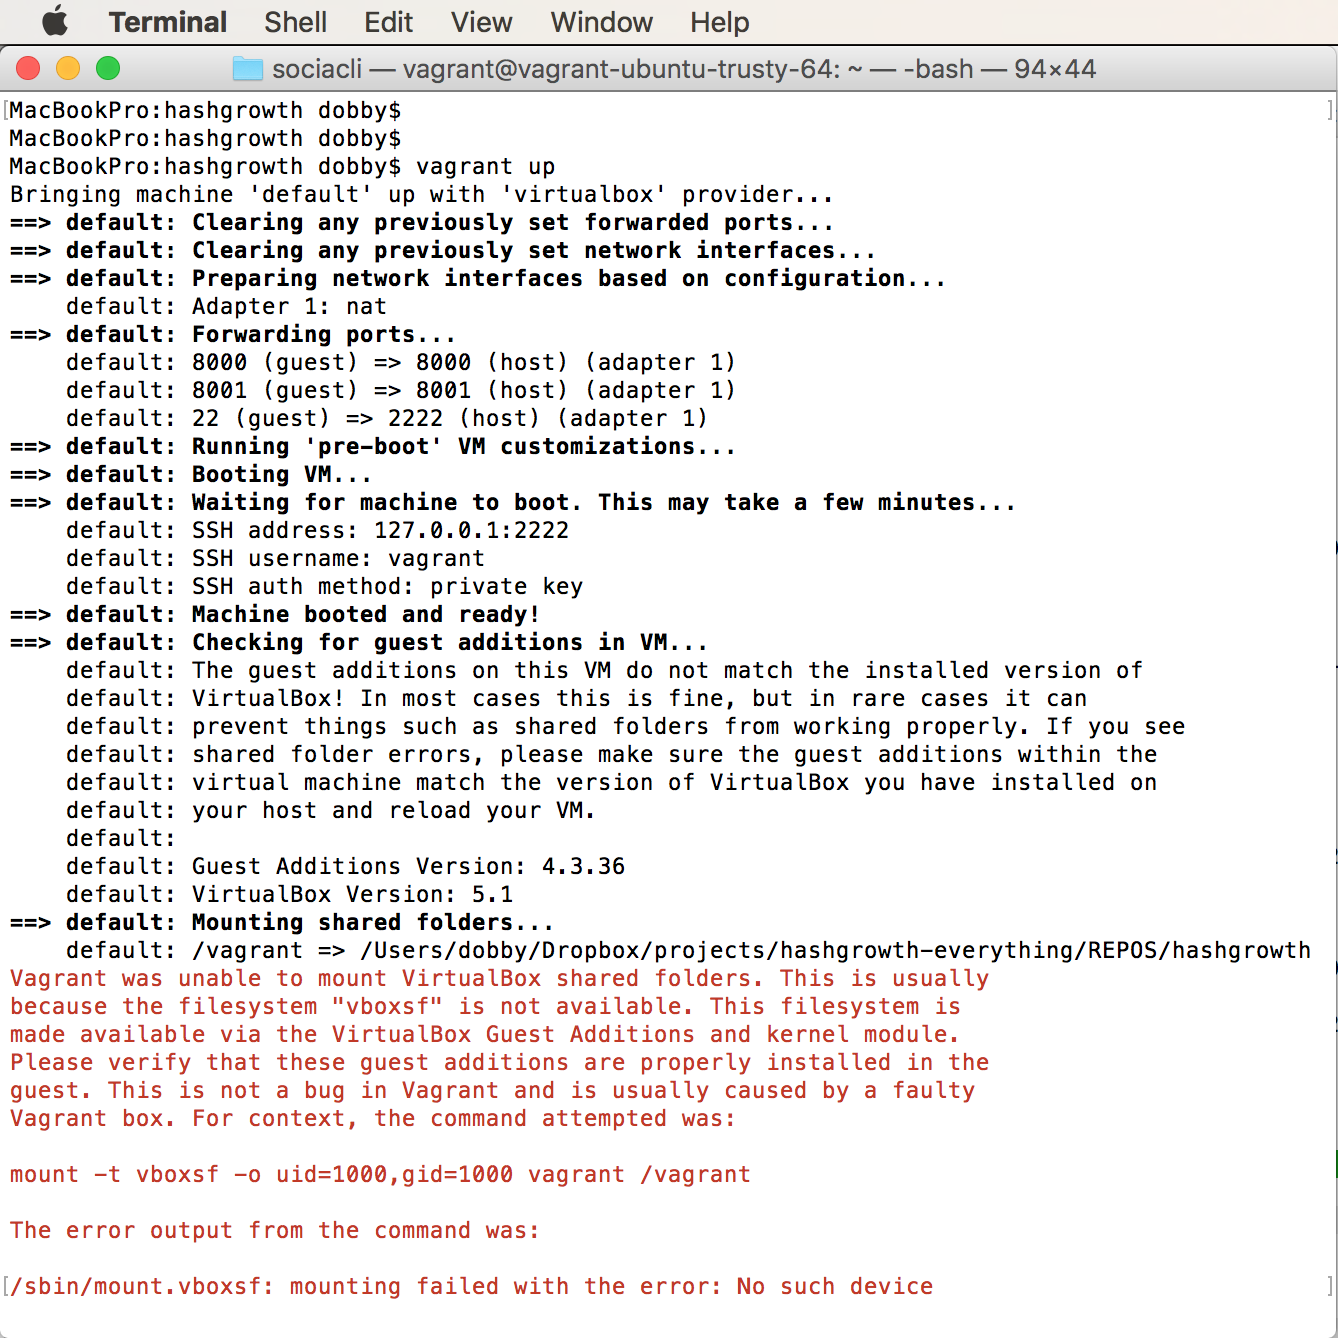 Terminal Shell Edit View Window Help
sociacli — vagrant@vagrant-ubuntu-trusty-64: ~ — -bash — 94×44
[MacBookPro:hashgrowth dobby$ ]
MacBookPro:hashgrowth dobby$
MacBookPro:hashgrowth dobby$ vagrant up
Bringing machine 'default' up with 'virtualbox' provider...
==> default: Clearing any previously set forwarded ports...
==> default: Clearing any previously set network interfaces...
==> default: Preparing network interfaces based on configuration...
    default: Adapter 1: nat
==> default: Forwarding ports...
    default: 8000 (guest) => 8000 (host) (adapter 1)
    default: 8001 (guest) => 8001 (host) (adapter 1)
    default: 22 (guest) => 2222 (host) (adapter 1)
==> default: Running 'pre-boot' VM customizations...
==> default: Booting VM...
==> default: Waiting for machine to boot. This may take a few minutes...
    default: SSH address: 127.0.0.1:2222
    default: SSH username: vagrant
    default: SSH auth method: private key
==> default: Machine booted and ready!
==> default: Checking for guest additions in VM...
    default: The guest additions on this VM do not match the installed version of
    default: VirtualBox! In most cases this is fine, but in rare cases it can
    default: prevent things such as shared folders from working properly. If you see
    default: shared folder errors, please make sure the guest additions within the
    default: virtual machine match the version of VirtualBox you have installed on
    default: your host and reload your VM.
    default:
    default: Guest Additions Version: 4.3.36
    default: VirtualBox Version: 5.1
==> default: Mounting shared folders...
    default: /vagrant => /Users/dobby/Dropbox/projects/hashgrowth-everything/REPOS/hashgrowth
Vagrant was unable to mount VirtualBox shared folders. This is usually
because the filesystem "vboxsf" is not available. This filesystem is
made available via the VirtualBox Guest Additions and kernel module.
Please verify that these guest additions are properly installed in the
guest. This is not a bug in Vagrant and is usually caused by a faulty
Vagrant box. For context, the command attempted was:
mount -t vboxsf -o uid=1000,gid=1000 vagrant /vagrant
The error output from the command was:
[/sbin/mount.vboxsf: mounting failed with the error: No such device ]